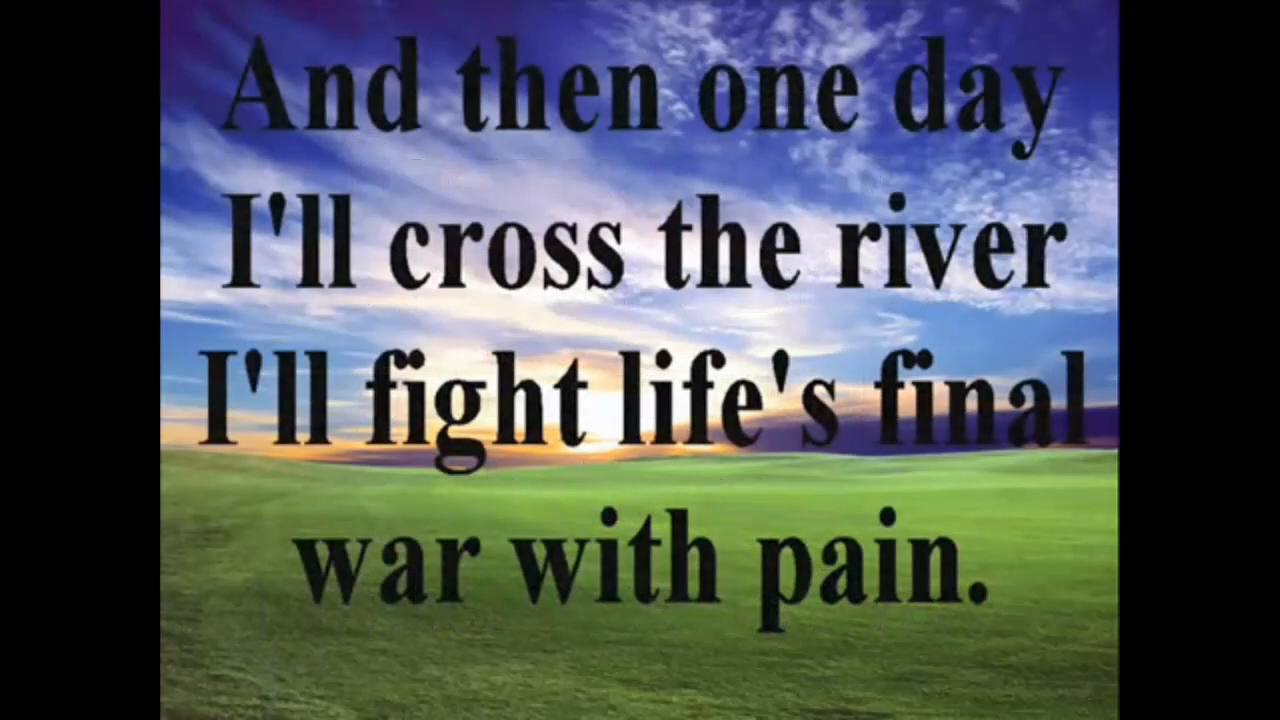 And then one day
I'll cross the river
I'll fight life's final
war with pain.